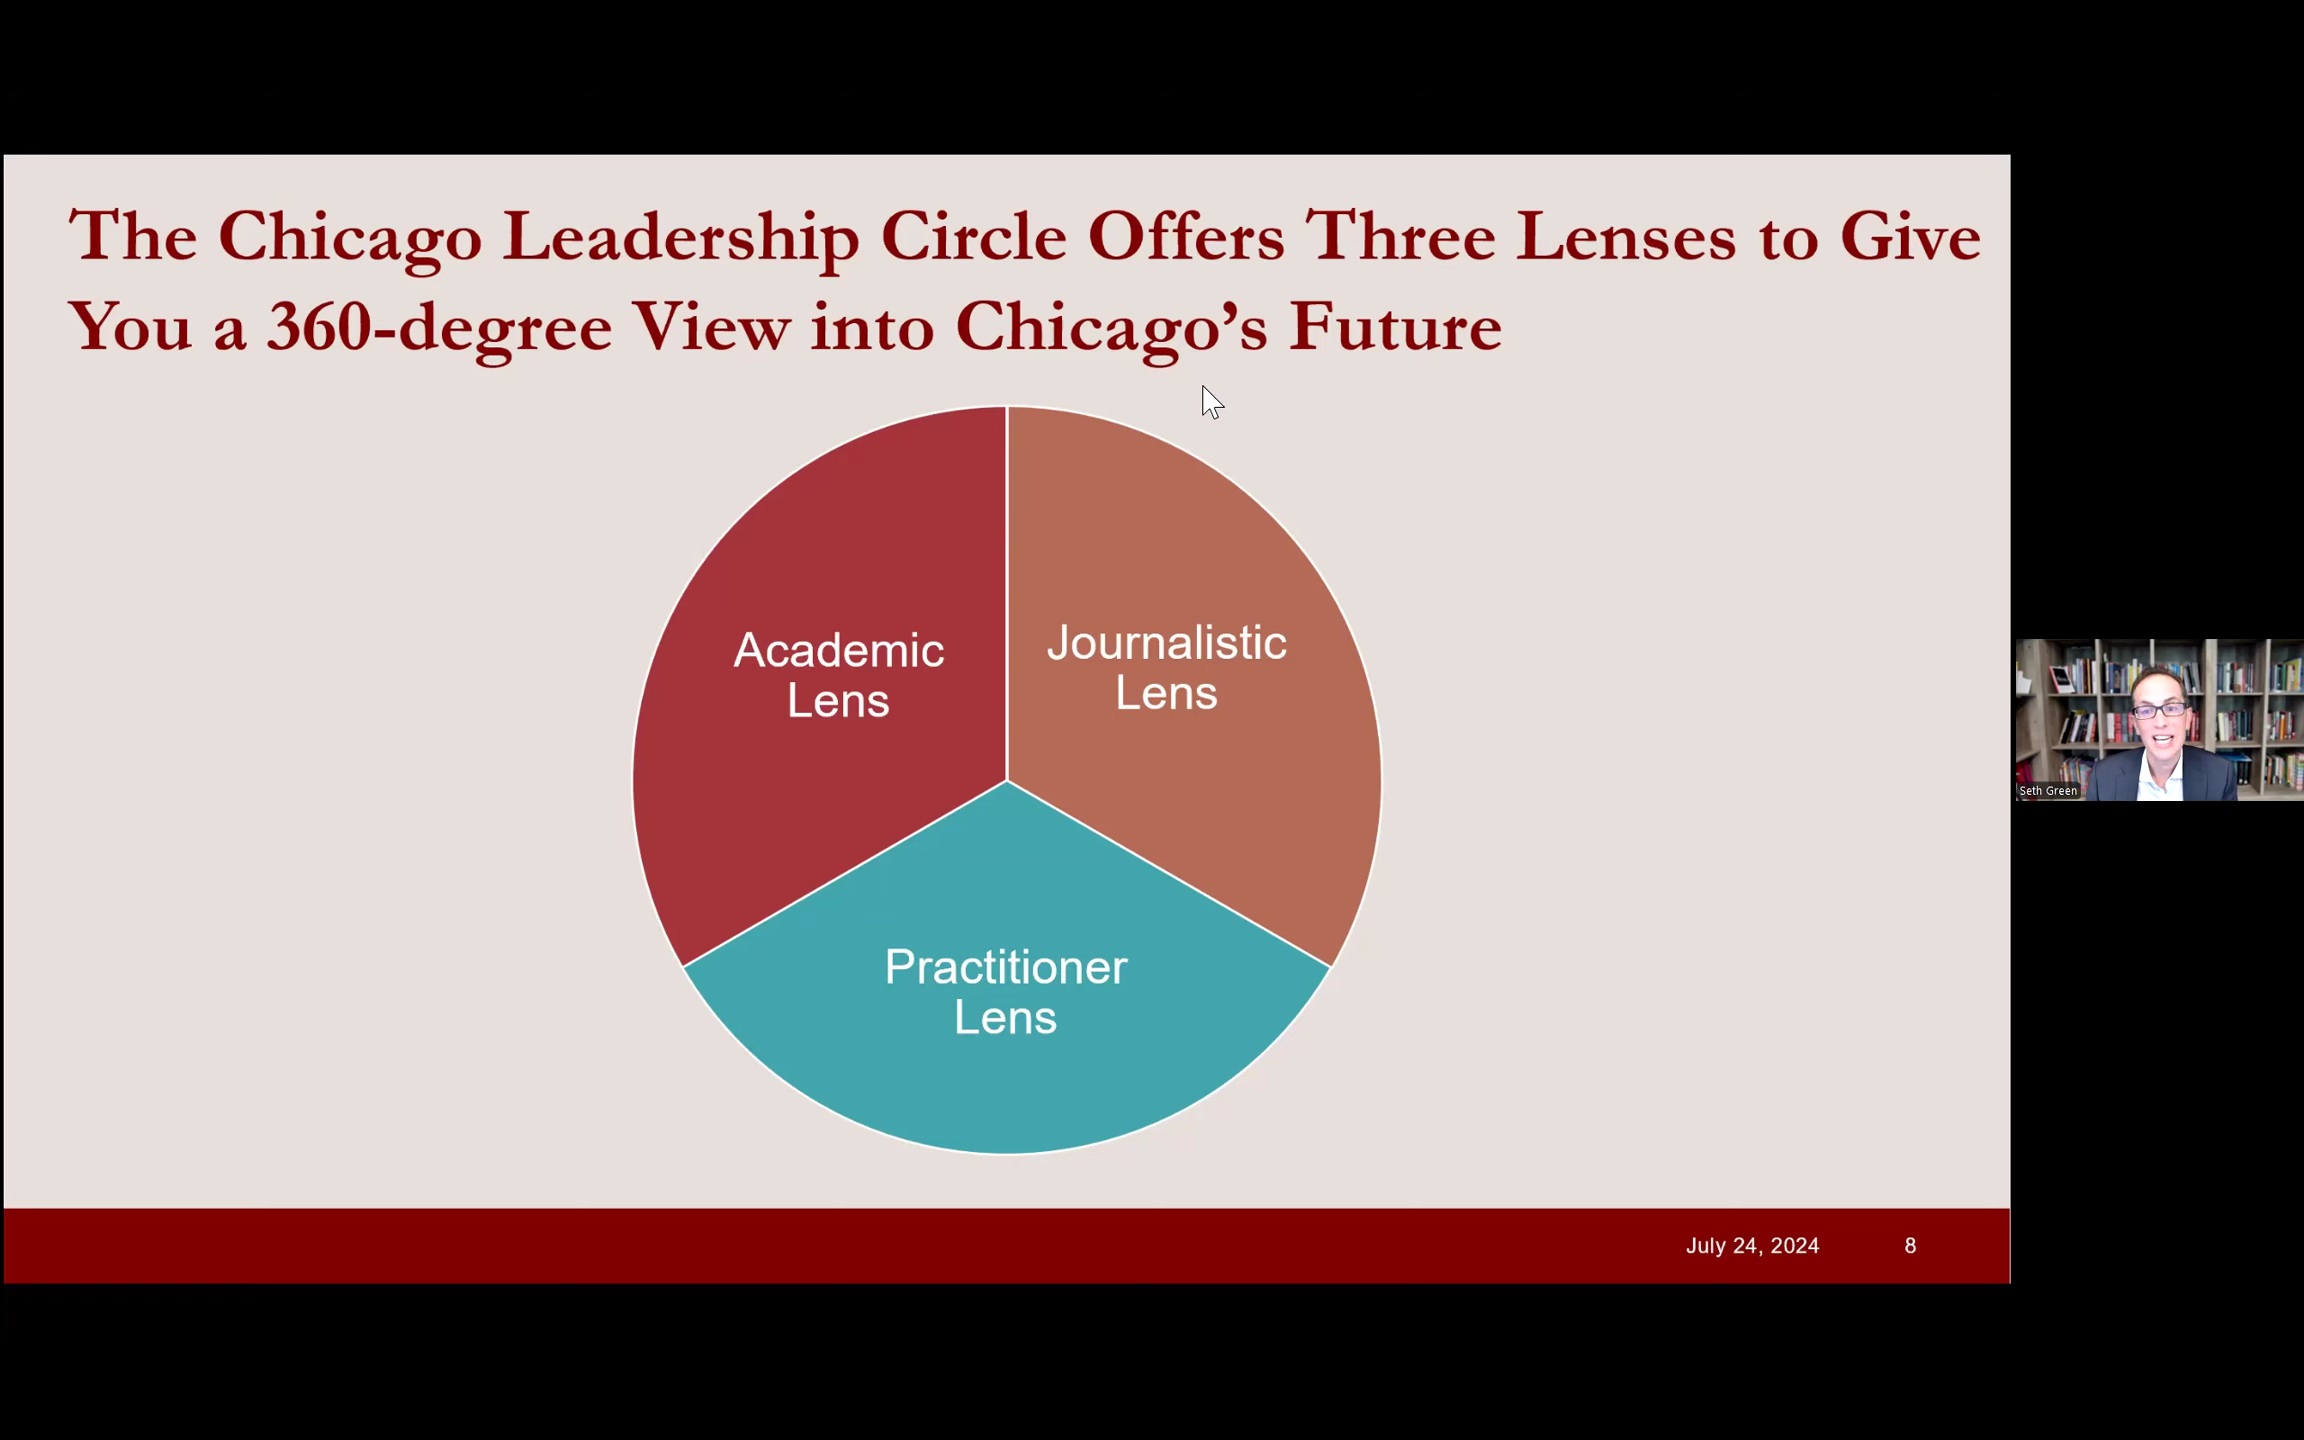 The Chicago Leadership Circle Offers Three Lenses to Give
You a 360-degree View into Chicago’s Future
Academic
Lens
Journalistic
Lens
Practitioner
Lens
Seth Green
July 24, 2024
8